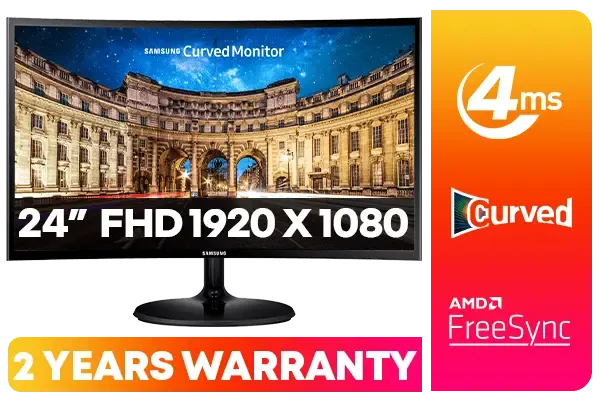 SAMSUNG Curved Monitor
24” FHD 1920 X 1080
SAMSUNG
2 YEARS WARRANTY
4ms
Curved
AMD
FreeSync